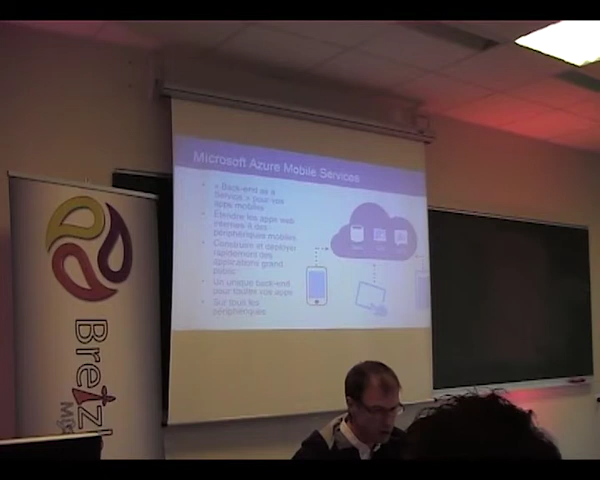 Microsoft Azure Mobile Services
• « Back-end as a
Service » pour vos
apps mobiles
• Etendre les apps web
internes à des
périphériques mobiles
• Construire et déployer
rapidement des
applications grand
public
• Un unique back-end
pour toutes vos apps
• Sur tous les
périphériques
Breizh